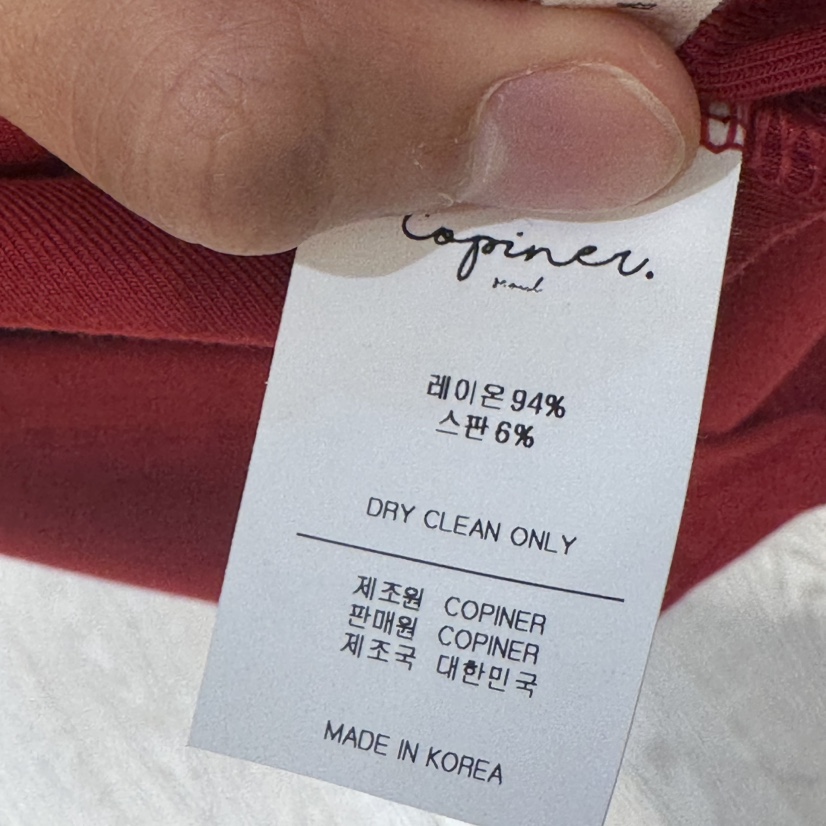 Copiner.
레이온 94%
스판 6%
DRY CLEAN ONLY
제조원 COPINER
판매원 COPINER
제조국 대한민국
MADE IN KOREA